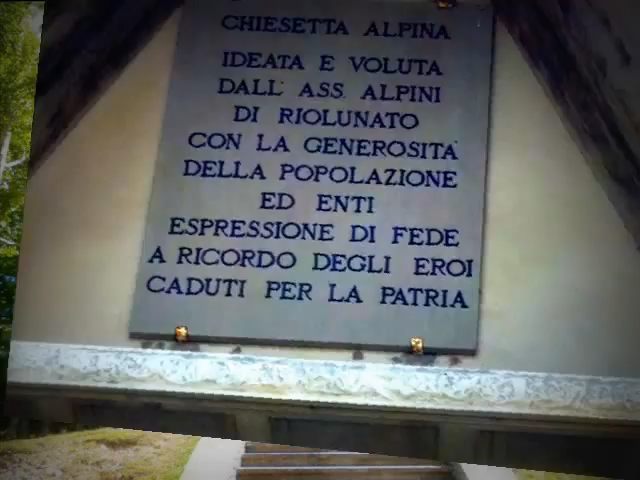 CHIESETTA ALPINA
IDEATA E VOLUTA
DALL' ASS. ALPINI
DI RIOLUNATO
CON LA GENEROSITA'
DELLA POPOLAZIONE
ED ENTI
ESPRESSIONE DI FEDE
A RICORDO DEGLI EROI
CADUTI PER LA PATRIA